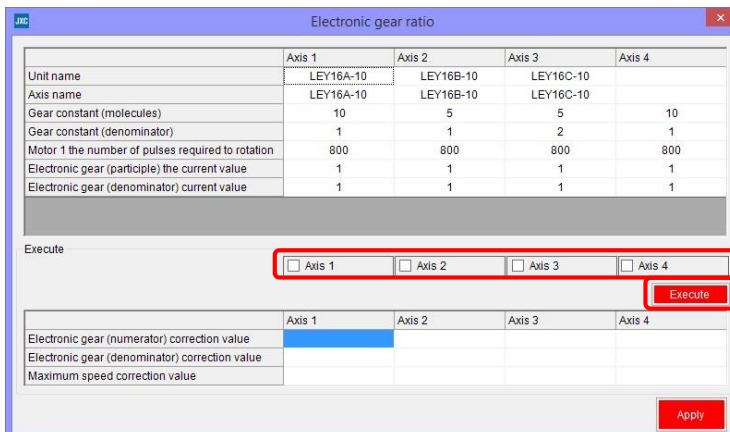 JXC Electronic gear ratio
Axis 1 Axis 2 Axis 3 Axis 4
Unit name LEY16A-10 LEY16B-10 LEY16C-10
Axis name LEY16A-10 LEY16B-10 LEY16C-10
Gear constant (molecules) 10 5 5 10
Gear constant (denominator) 1 1 2 1
Motor 1 the number of pulses required to rotation 800 800 800 800
Electronic gear (participle) the current value 1 1 1 1
Electronic gear (denominator) current value 1 1 1 1
Execute
Axis 1 Axis 2 Axis 3 Axis 4
Execute
Axis 1 Axis 2 Axis 3 Axis 4
Electronic gear (numerator) correction value
Electronic gear (denominator) correction value
Maximum speed correction value
Apply